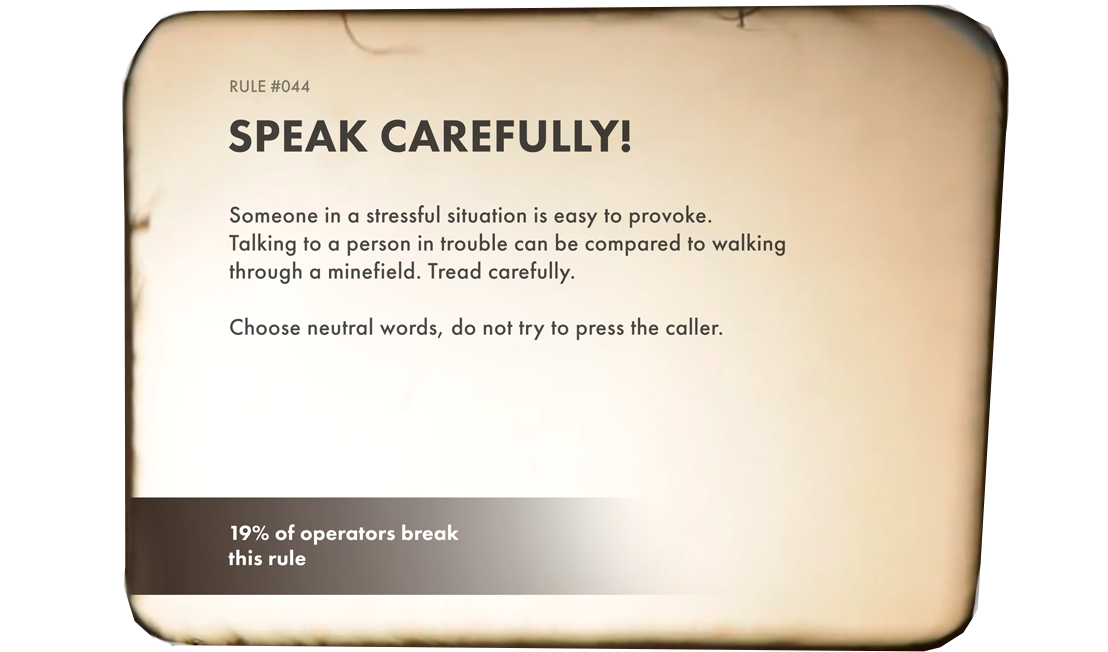 RULE #044
SPEAK CAREFULLY!
Someone in a stressful situation is easy to provoke.
Talking to a person in trouble can be compared to walking
through a minefield. Tread carefully.
Choose neutral words, do not try to press the caller.
19% of operators break
this rule